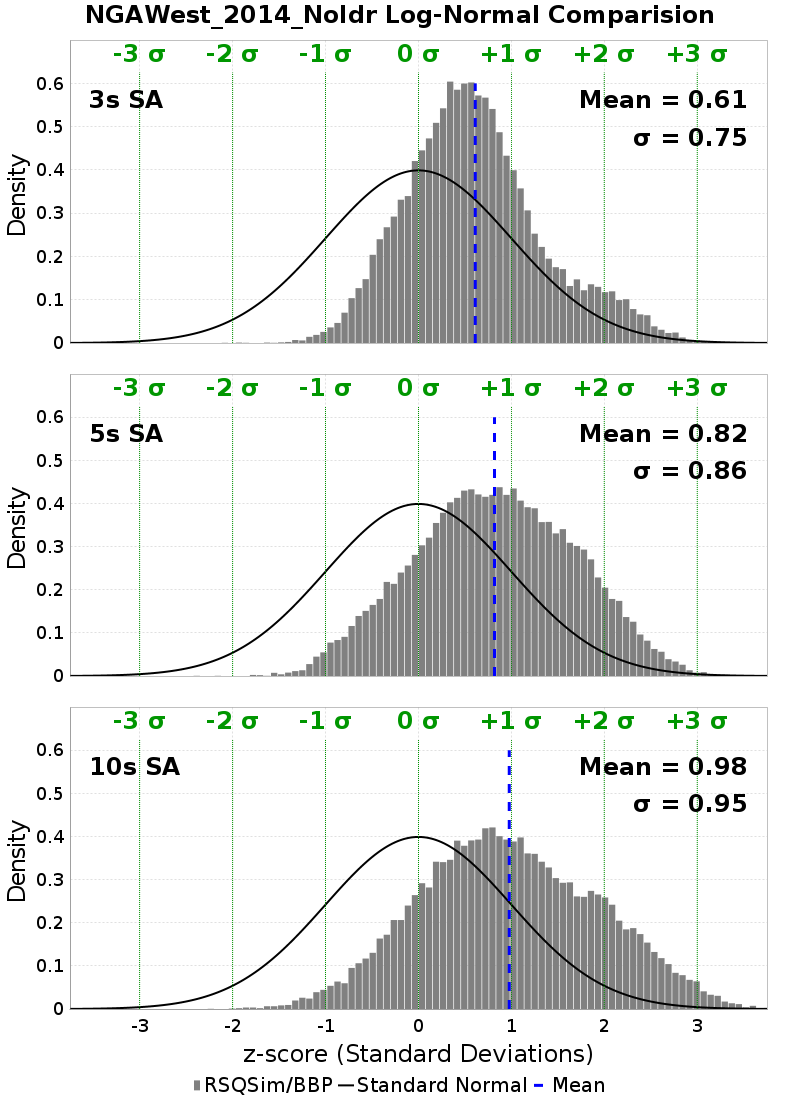 NGAWest_2014_NoIdr Log-Normal Comparision
-3 σ -2 σ -1 σ 0 σ +1 σ +2 σ +3 σ
0.6
3s SA
Mean = 0.61
0.5
σ = 0.75
0.4
Density
0.3
0.2
0.1
0
-3 σ -2 σ -1 σ 0 σ +1 σ +2 σ +3 σ
0.6
5s SA
Mean = 0.82
0.5
σ = 0.86
0.4
Density
0.3
0.2
0.1
0
-3 σ -2 σ -1 σ 0 σ +1 σ +2 σ +3 σ
0.6
10s SA
Mean = 0.98
0.5
σ = 0.95
0.4
Density
0.3
0.2
0.1
0
-3 -2 -1 0 1 2 3
z-score (Standard Deviations)
RSQSim/BBP Standard Normal Mean